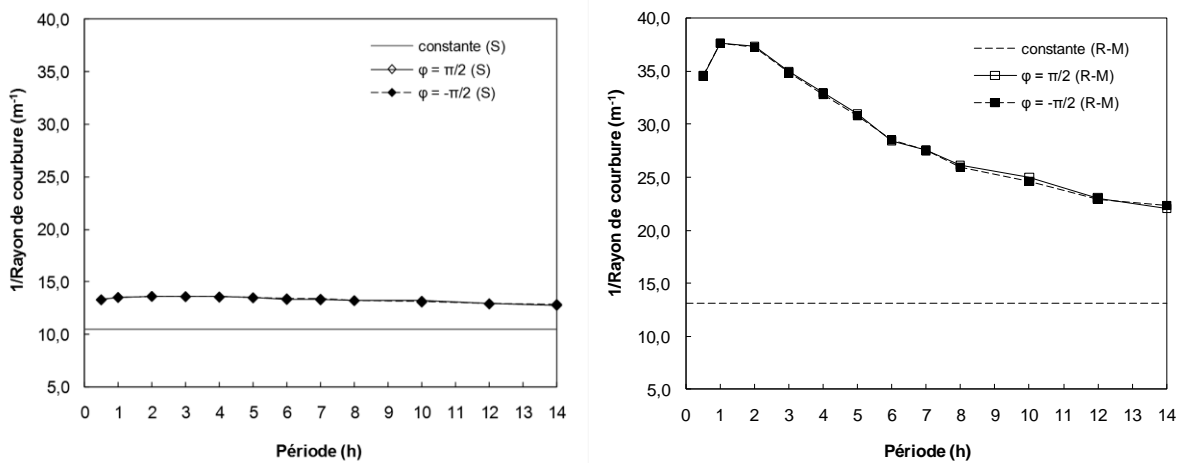 40,0
35,0
30,0
25,0
20,0
15,0
10,0
5,0
1/Rayon de courbure (m⁻¹)
constante (S)
φ = π/2 (S)
φ = -π/2 (S)
0 1 2 3 4 5 6 7 8 9 10 11 12 13 14
Période (h)
40,0
35,0
30,0
25,0
20,0
15,0
10,0
5,0
1/Rayon de courbure (m⁻¹)
constante (R-M)
φ = π/2 (R-M)
φ = -π/2 (R-M)
0 1 2 3 4 5 6 7 8 9 10 11 12 13 14
Période (h)